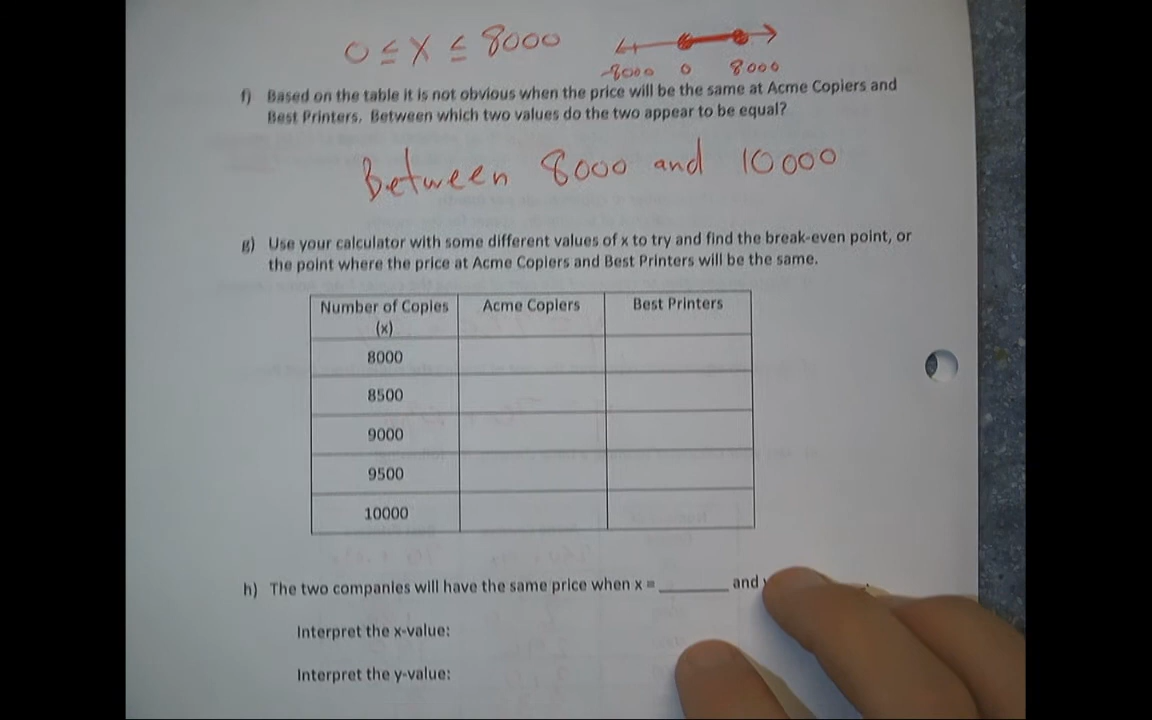 0 ≤ x ≤ 8000
-8000 0 8000
f) Based on the table it is not obvious when the price will be the same at Acme Copiers and
Best Printers. Between which two values do the two appear to be equal?
Between 8000 and 10000
g) Use your calculator with some different values of x to try and find the break-even point, or
the point where the price at Acme Copiers and Best Printers will be the same.
Number of Copies Acme Copiers Best Printers
(x)
8000
8500
9000
9500
10000
h) The two companies will have the same price when x = _______ and
Interpret the x-value:
Interpret the y-value: